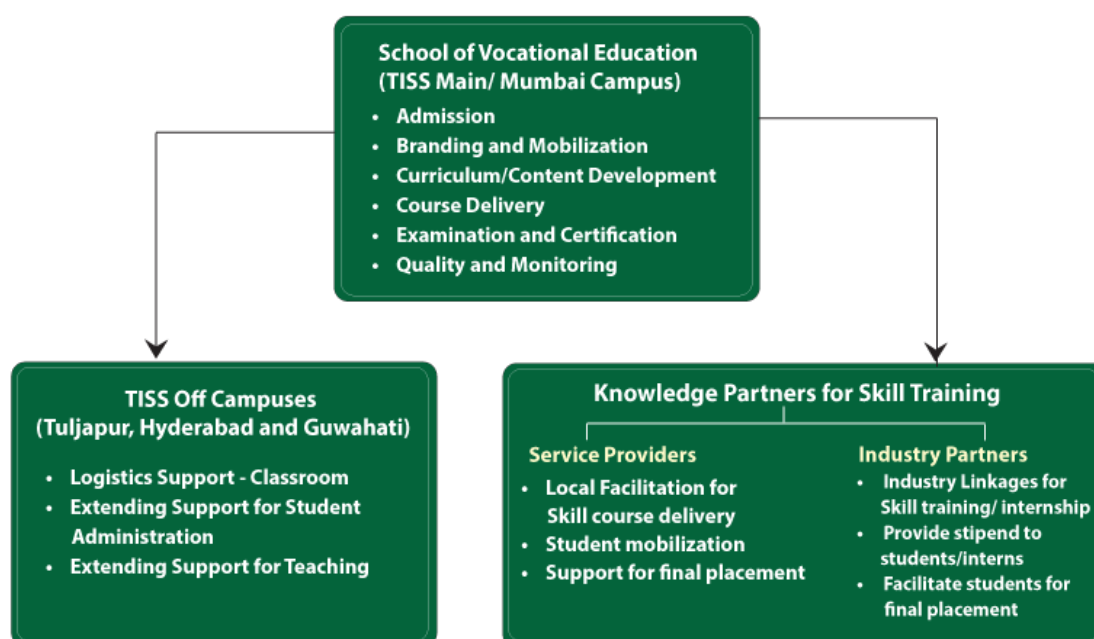 School of Vocational Education
(TISS Main/ Mumbai Campus)
• Admission
• Branding and Mobilization
• Curriculum/Content Development
• Course Delivery
• Examination and Certification
• Quality and Monitoring
TISS Off Campuses
(Tuljapur, Hyderabad and Guwahati)
• Logistics Support - Classroom
• Extending Support for Student
Administration
• Extending Support for Teaching
Knowledge Partners for Skill Training
Service Providers
• Local Facilitation for
Skill course delivery
• Student mobilization
• Support for final placement
Industry Partners
• Industry Linkages for
Skill training/ internship
• Provide stipend to
students/interns
• Facilitate students for
final placement